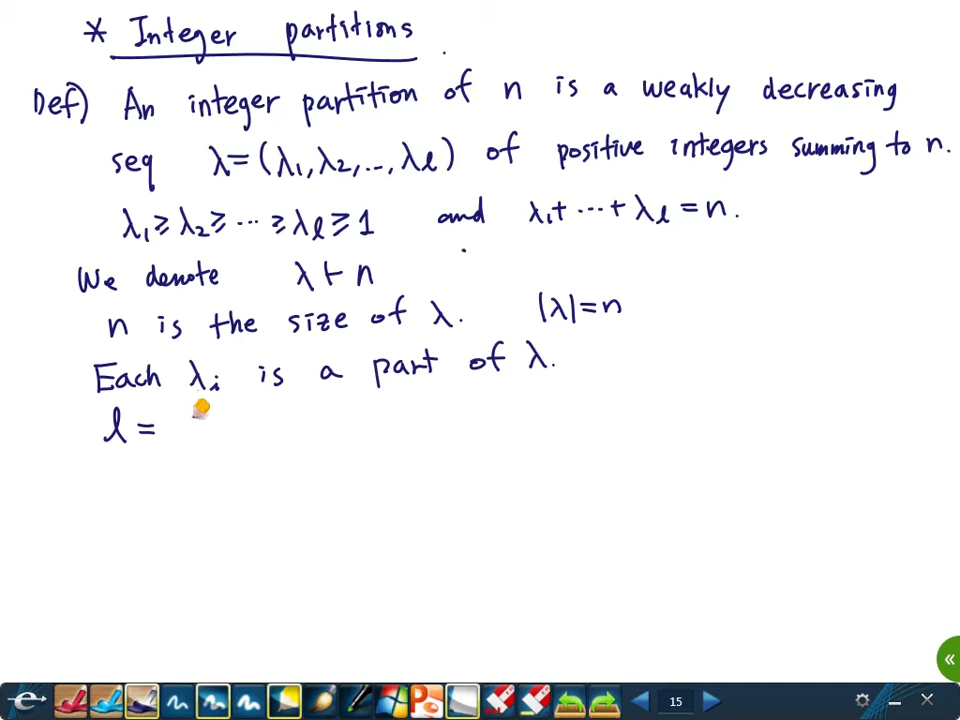 * Integer partitions
Def) An integer partition of n is a weakly decreasing
seq λ=(λ1,λ2,...,λl) of positive integers summing to n.
λ1≥λ2≥⋯≥λl≥1 and λ1+⋯+λl=n.
We denote λ⊢n
n is the size of λ. |λ|=n
Each λi is a part of λ.
l=
15